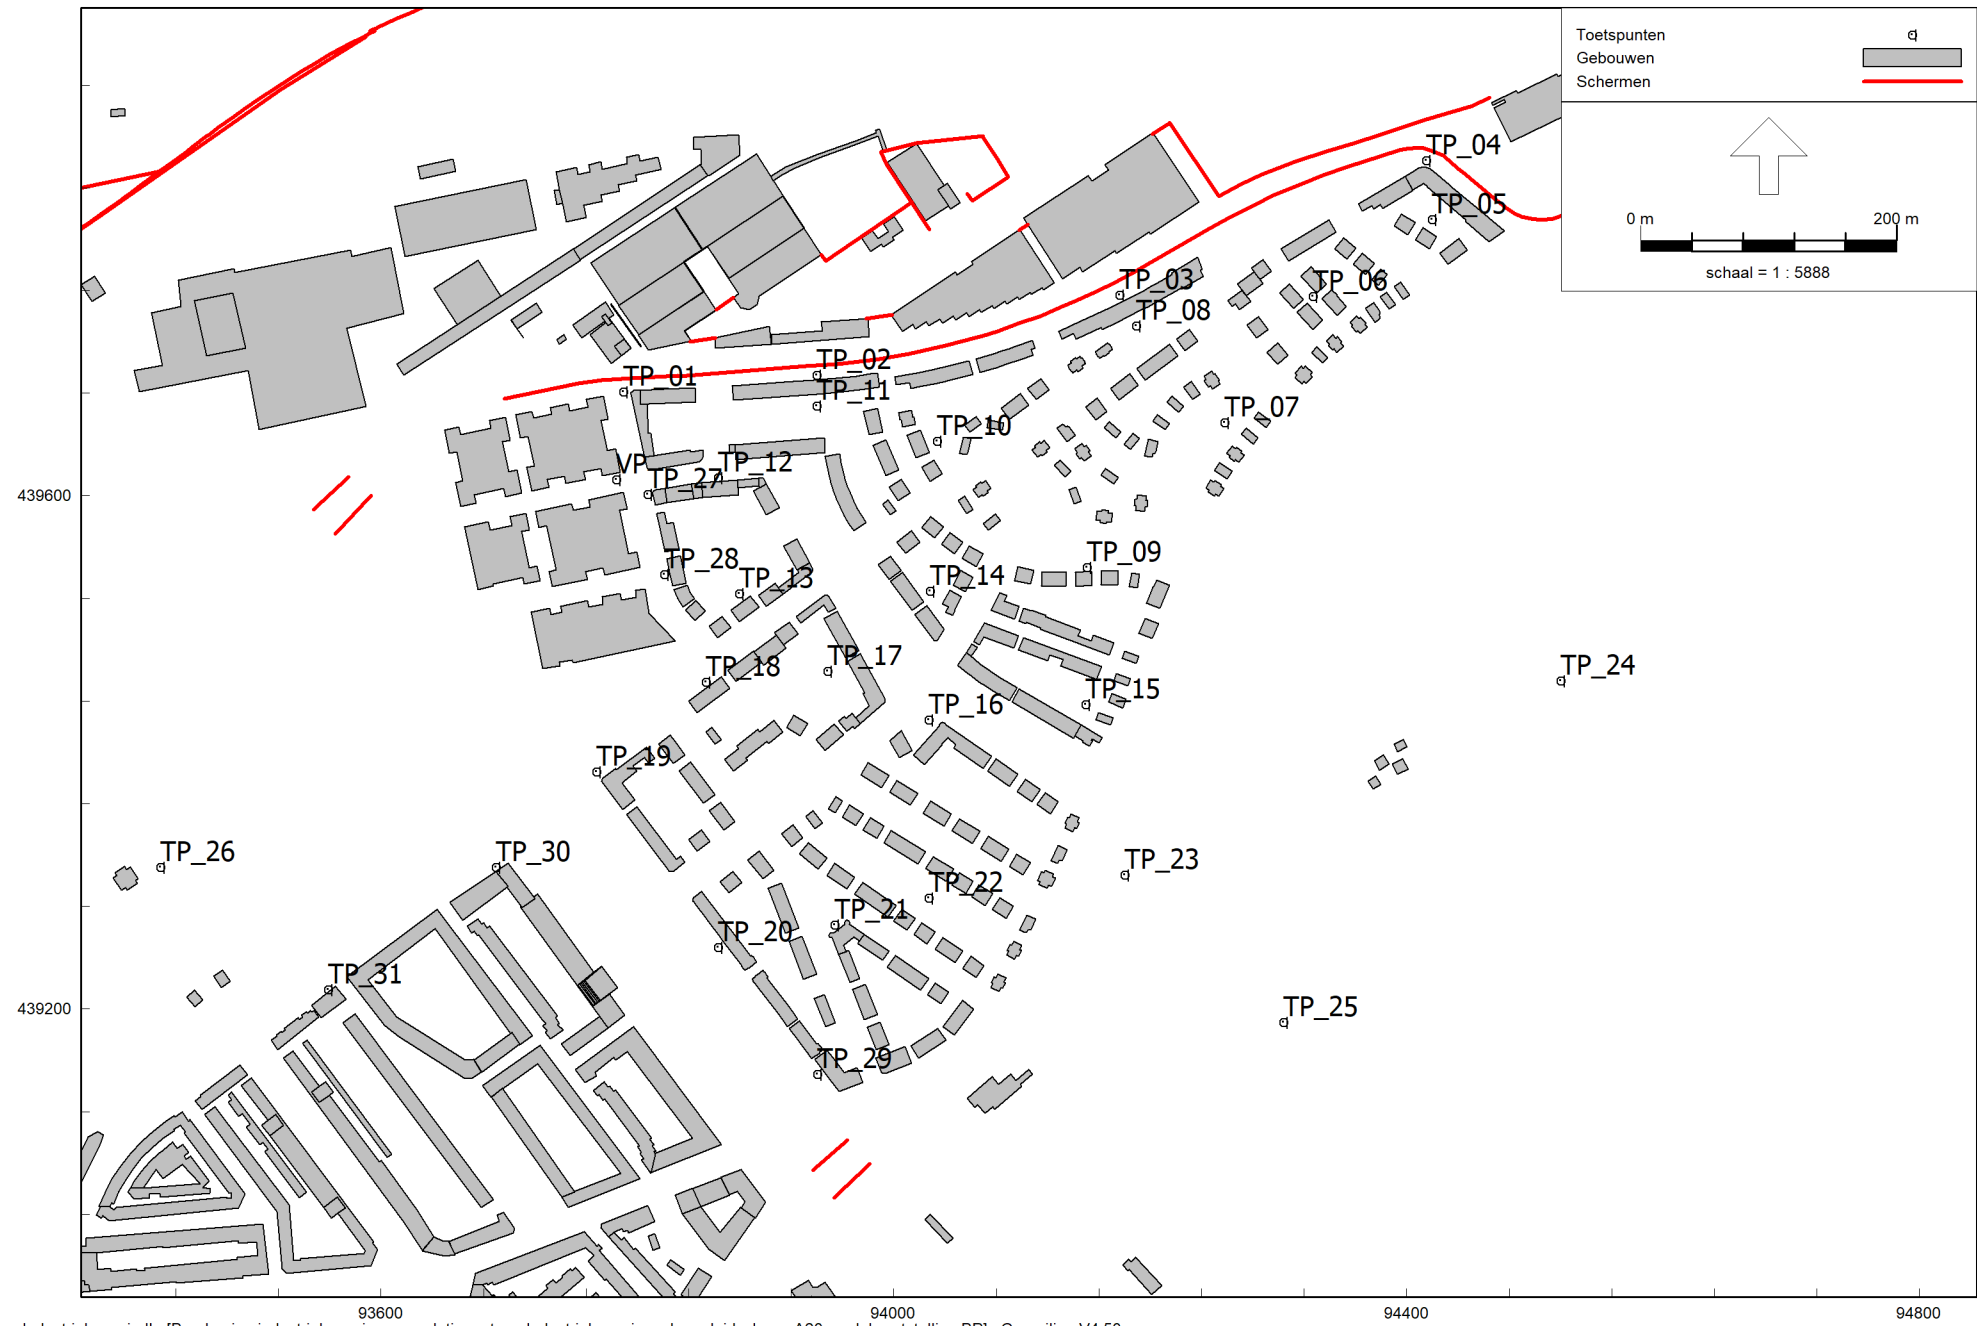 Toetspunten
Gebouwen
Schermen
0 m 200 m
schaal = 1 : 5888
TP_04
TP_05
TP_03
TP_06
TP_08
TP_02
TP_01
TP_11
TP_07
TP_10
TP_12
VP
TP_27
439600
TP_09
TP_28
TP_14
TP_13
TP_17
TP_24
TP_18
TP_15
TP_16
TP_19
TP_26
TP_30
TP_23
TP_22
TP_21
TP_20
TP_31
439200
TP_25
TP_29
93600 94000 94400 94800